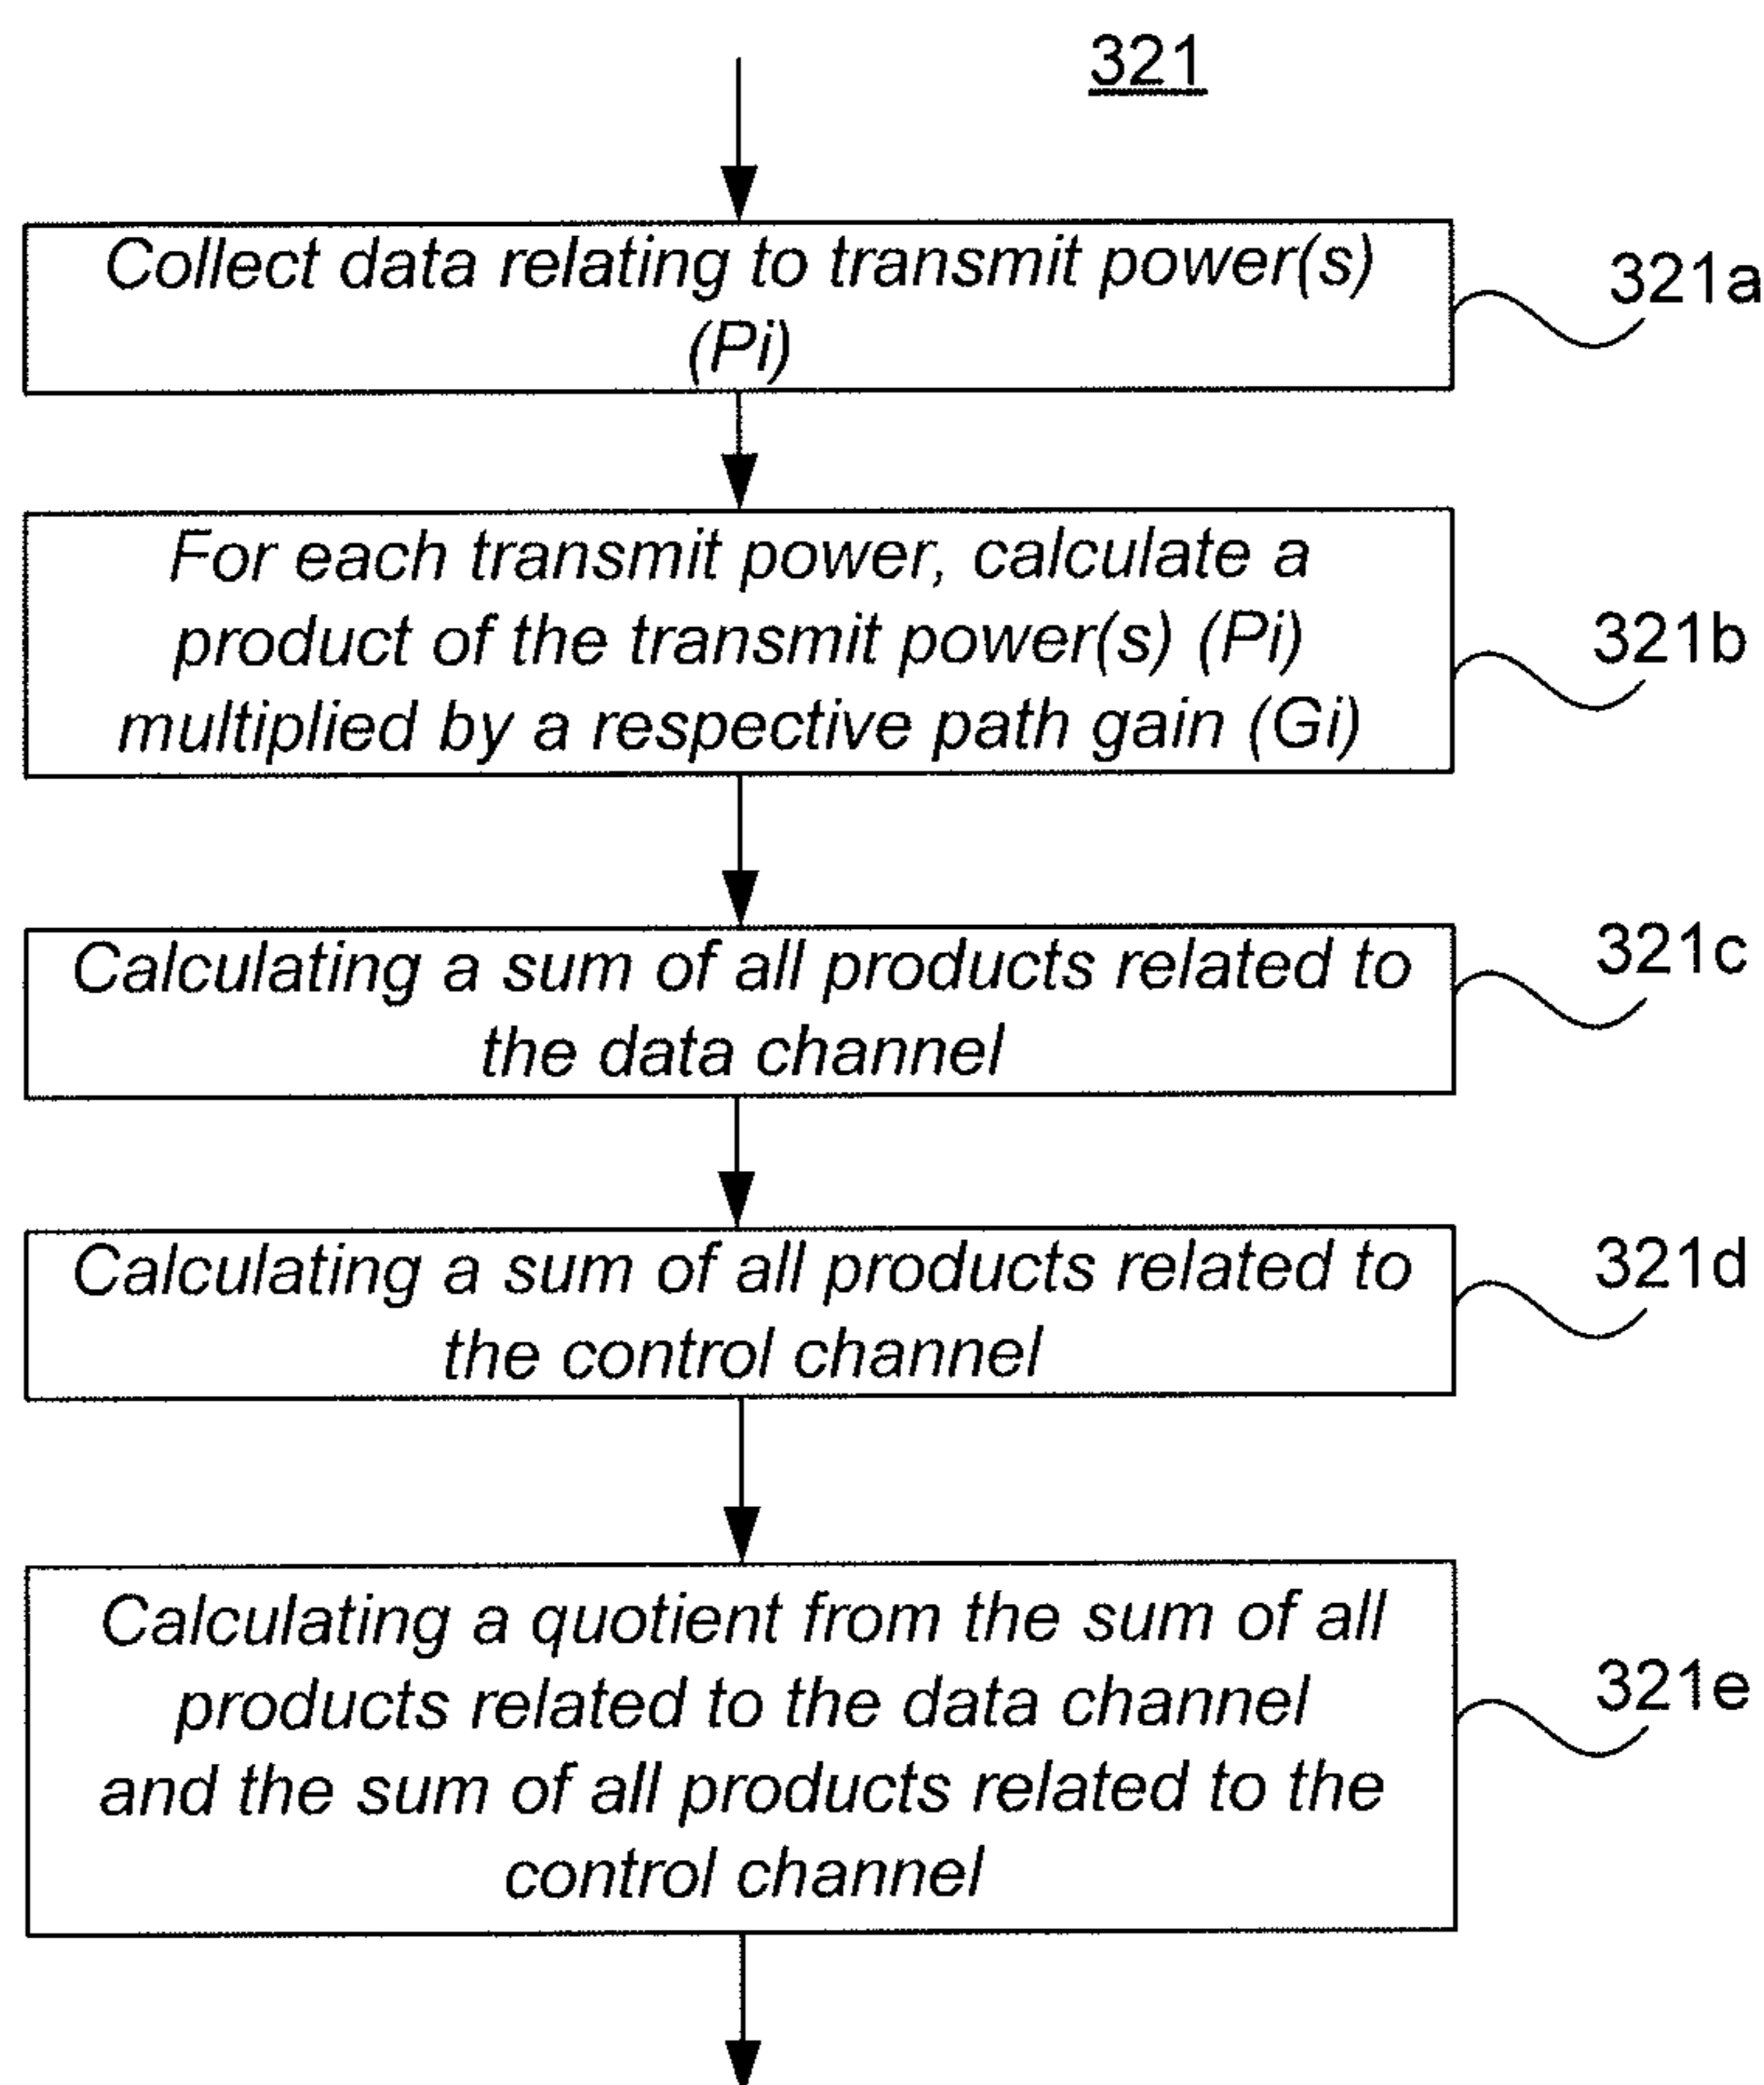 321
Collect data relating to transmit power(s)
(Pi)
321a
For each transmit power, calculate a
product of the transmit power(s) (Pi)
multiplied by a respective path gain (Gi)
321b
Calculating a sum of all products related to
the data channel
321c
Calculating a sum of all products related to
the control channel
321d
Calculating a quotient from the sum of all
products related to the data channel
and the sum of all products related to the
control channel
321e